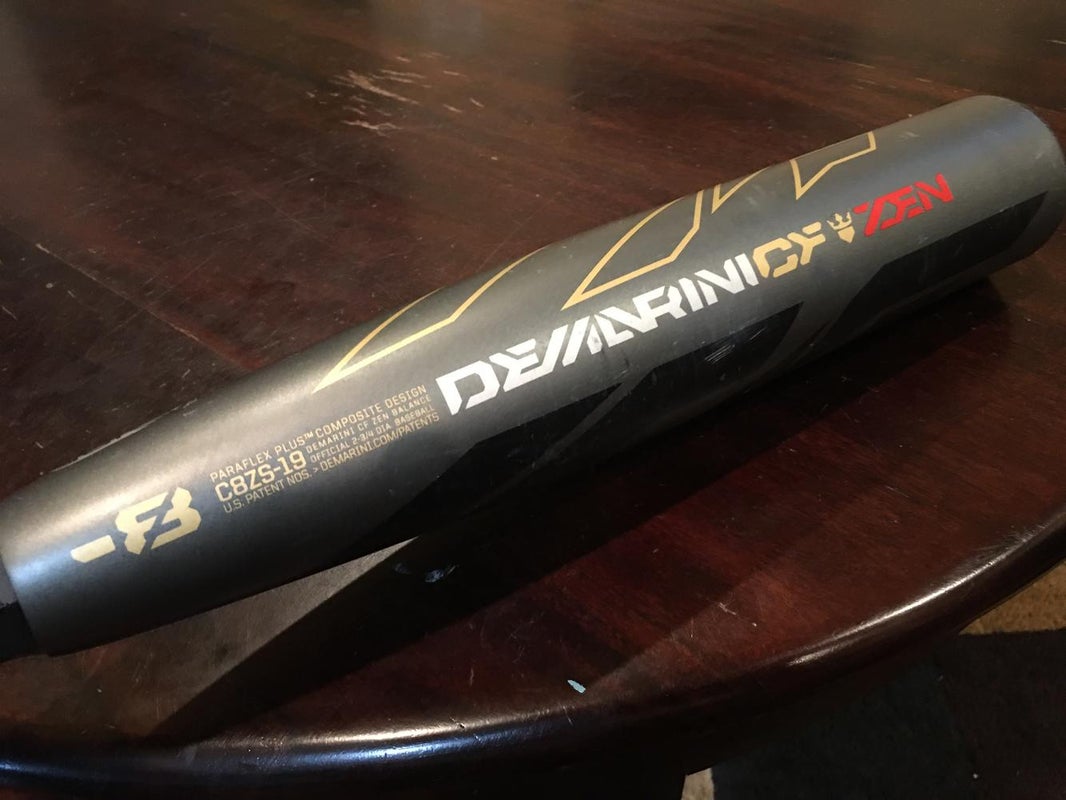 DEMARINI CF ZEN
PARAFLEX PLUS™ COMPOSITE DESIGN
C8ZS-19
DEMARINI CF ZEN BALANCE
OFFICIAL 2-3/4 DIA BASEBALL
U.S. PATENT NOS. > DEMARINI.COM/PATENTS
-8